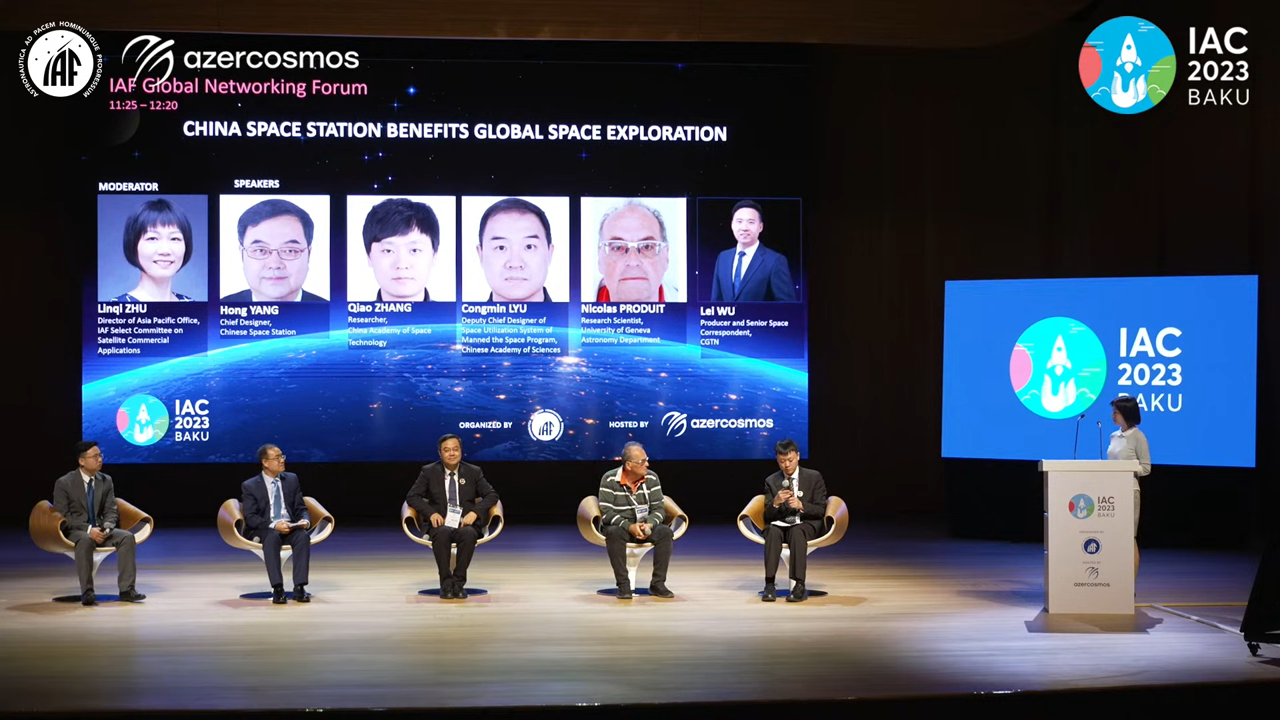 ASTRONAUTICA AD PACEM HOMINUMQUE PROGRESSUM
IAF
azercosmos
IAF Global Networking Forum
11:25 – 12:20
CHINA SPACE STATION BENEFITS GLOBAL SPACE EXPLORATION
MODERATOR
SPEAKERS
Linqi ZHU
Director of Asia Pacific Office,
IAF Select Committee on
Satellite Commercial
Applications
Hong YANG
Chief Designer,
Chinese Space Station
Qiao ZHANG
Researcher,
China Academy of Space
Technology
Congmin LYU
Deputy Chief Designer of
Space Utilization System of
Manned the Space Program,
Chinese Academy of Sciences
Nicolas PRODUIT
Research Scientist,
University of Geneva
Astronomy Department
Lei WU
Producer and Senior Space
Correspondent,
CGTN
IAC
2023
BAKU
ORGANIZED BY
IAF
HOSTED BY
azercosmos
IAC
2023
BAKU
IAC
2023
BAKU
IAC
2023
BAKU
azercosmos